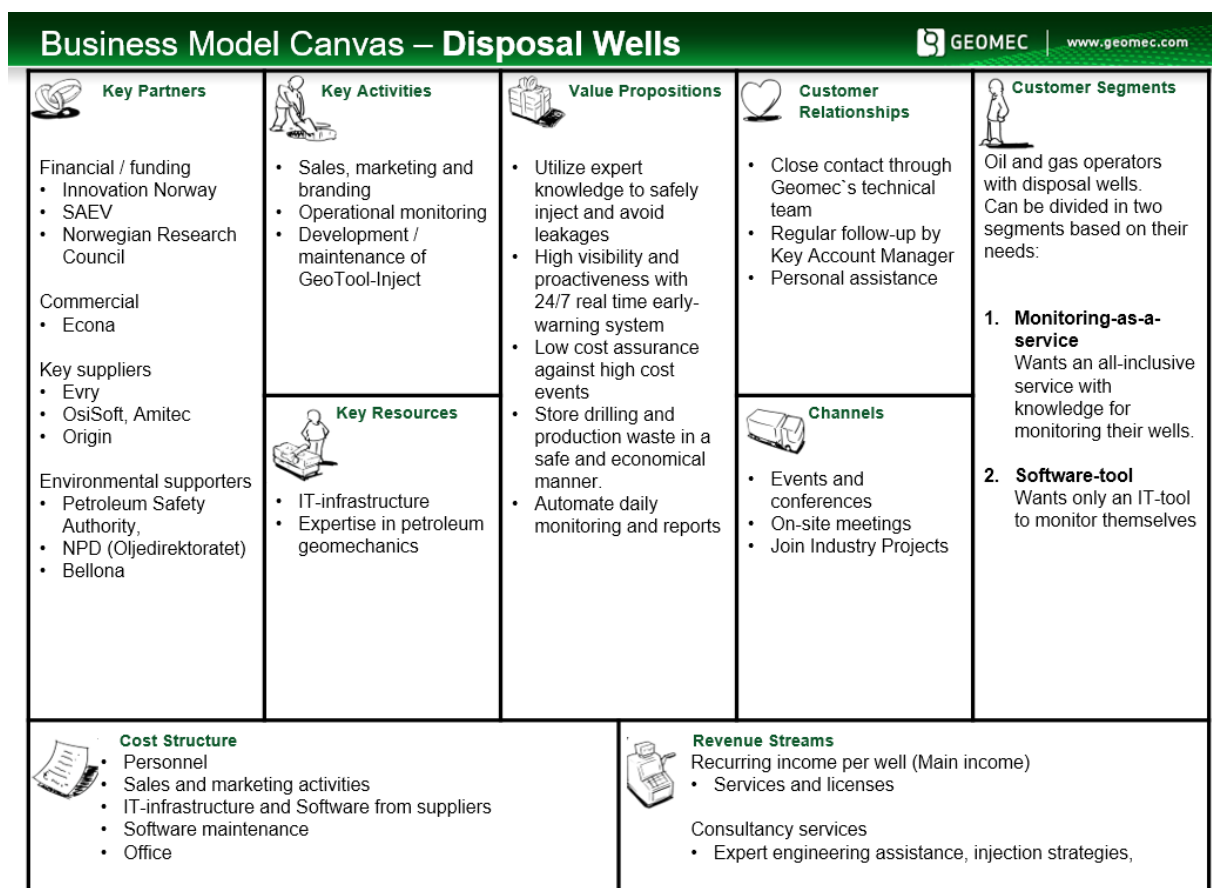 Business Model Canvas – Disposal Wells
GEOMEC | www.geomec.com
Key Partners
Financial / funding
• Innovation Norway
• SAEV
• Norwegian Research
Council
Commercial
• Econa
Key suppliers
• Evry
• OsiSoft, Amitec
• Origin
Environmental supporters
• Petroleum Safety
Authority,
• NPD (Oljedirektoratet)
• Bellona
Key Activities
• Sales, marketing and
branding
• Operational monitoring
• Development /
maintenance of
GeoTool-Inject
Key Resources
• IT-infrastructure
• Expertise in petroleum
geomechanics
Value Propositions
• Utilize expert
knowledge to safely
inject and avoid
leakages
• High visibility and
proactiveness with
24/7 real time early-
warning system
• Low cost assurance
against high cost
events
• Store drilling and
production waste in a
safe and economical
manner.
• Automate daily
monitoring and reports
Customer
Relationships
• Close contact through
Geomec`s technical
team
• Regular follow-up by
Key Account Manager
• Personal assistance
Channels
• Events and
conferences
• On-site meetings
• Join Industry Projects
Customer Segments
Oil and gas operators
with disposal wells.
Can be divided in two
segments based on their
needs:
1. Monitoring-as-a-
service
Wants an all-inclusive
service with
knowledge for
monitoring their wells.
2. Software-tool
Wants only an IT-tool
to monitor themselves
Cost Structure
• Personnel
• Sales and marketing activities
• IT-infrastructure and Software from suppliers
• Software maintenance
• Office
Revenue Streams
Recurring income per well (Main income)
• Services and licenses
Consultancy services
• Expert engineering assistance, injection strategies,